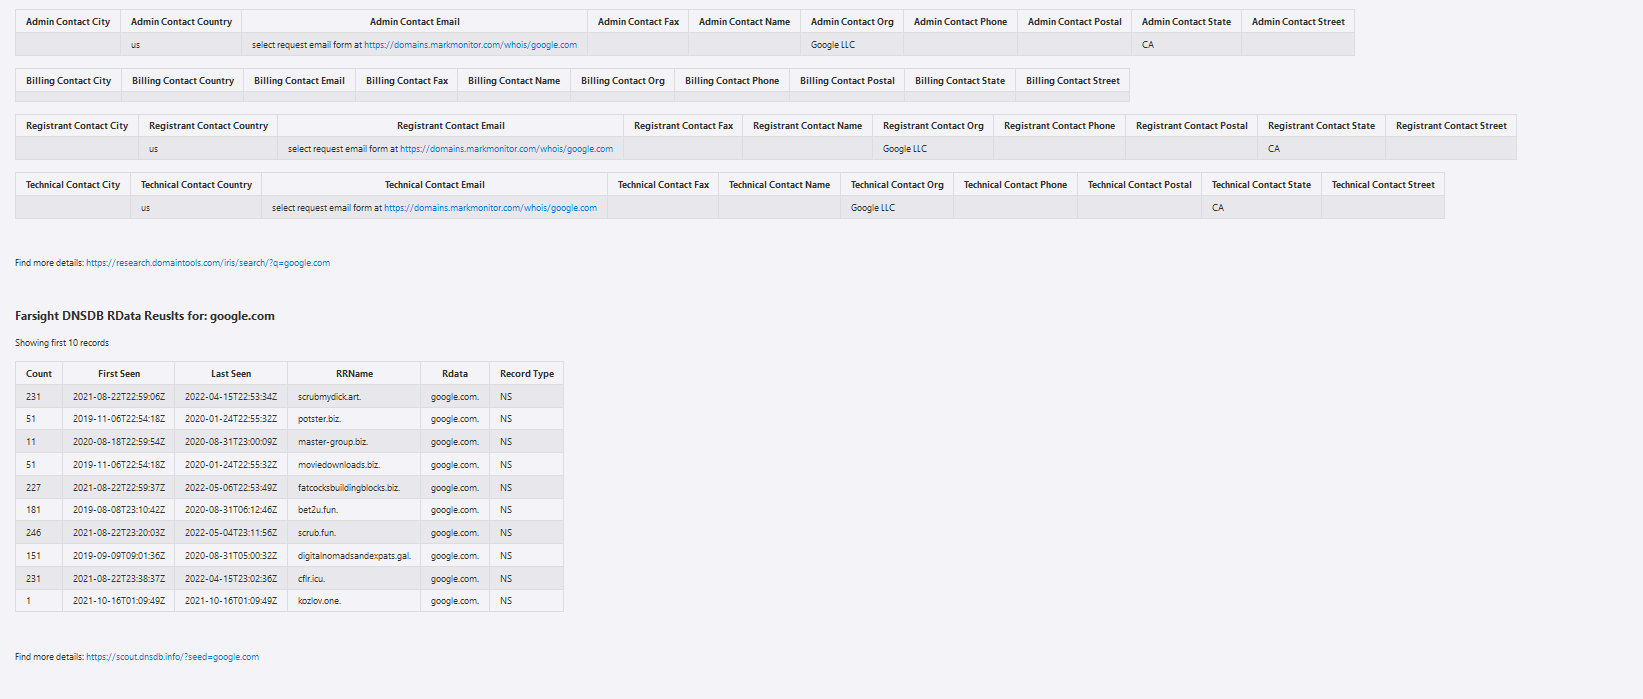 Admin Contact City Admin Contact Country Admin Contact Email Admin Contact Fax Admin Contact Name Admin Contact Org Admin Contact Phone Admin Contact Postal Admin Contact State Admin Contact Street
us select request email form at https://domains.markmonitor.com/whois/google.com Google LLC CA
Billing Contact City Billing Contact Country Billing Contact Email Billing Contact Fax Billing Contact Name Billing Contact Org Billing Contact Phone Billing Contact Postal Billing Contact State Billing Contact Street
Registrant Contact City Registrant Contact Country Registrant Contact Email Registrant Contact Fax Registrant Contact Name Registrant Contact Org Registrant Contact Phone Registrant Contact Postal Registrant Contact State Registrant Contact Street
us select request email form at https://domains.markmonitor.com/whois/google.com Google LLC CA
Technical Contact City Technical Contact Country Technical Contact Email Technical Contact Fax Technical Contact Name Technical Contact Org Technical Contact Phone Technical Contact Postal Technical Contact State Technical Contact Street
us select request email form at https://domains.markmonitor.com/whois/google.com Google LLC CA
Find more details: https://research.domaintools.com/iris/search/?q=google.com
Farsight DNSDB RData Reuslts for: google.com
Showing first 10 records
Count First Seen Last Seen RRName Rdata Record Type
231 2021-08-22T22:59:06Z 2022-04-15T22:53:34Z scrubmydick.art. google.com. NS
51 2019-11-06T22:54:18Z 2020-01-24T22:55:32Z potster.biz. google.com. NS
11 2020-08-18T22:59:54Z 2020-08-31T23:00:09Z master-group.biz. google.com. NS
51 2019-11-06T22:54:18Z 2020-01-24T22:55:32Z moviedownloads.biz. google.com. NS
227 2021-08-22T22:59:37Z 2022-05-06T22:53:49Z fatcocksbuildingblocks.biz. google.com. NS
181 2019-08-08T23:10:42Z 2020-08-31T06:12:46Z bet2u.fun. google.com. NS
246 2021-08-22T23:20:03Z 2022-05-04T23:11:56Z scrub.fun. google.com. NS
151 2019-09-09T09:01:36Z 2020-08-31T05:00:32Z digitalnomadsandexpats.gal. google.com. NS
231 2021-08-22T23:38:37Z 2022-04-15T23:02:36Z cflr.icu. google.com. NS
1 2021-10-16T01:09:49Z 2021-10-16T01:09:49Z kozlov.one. google.com. NS
Find more details: https://scout.dnsdb.info/?seed=google.com